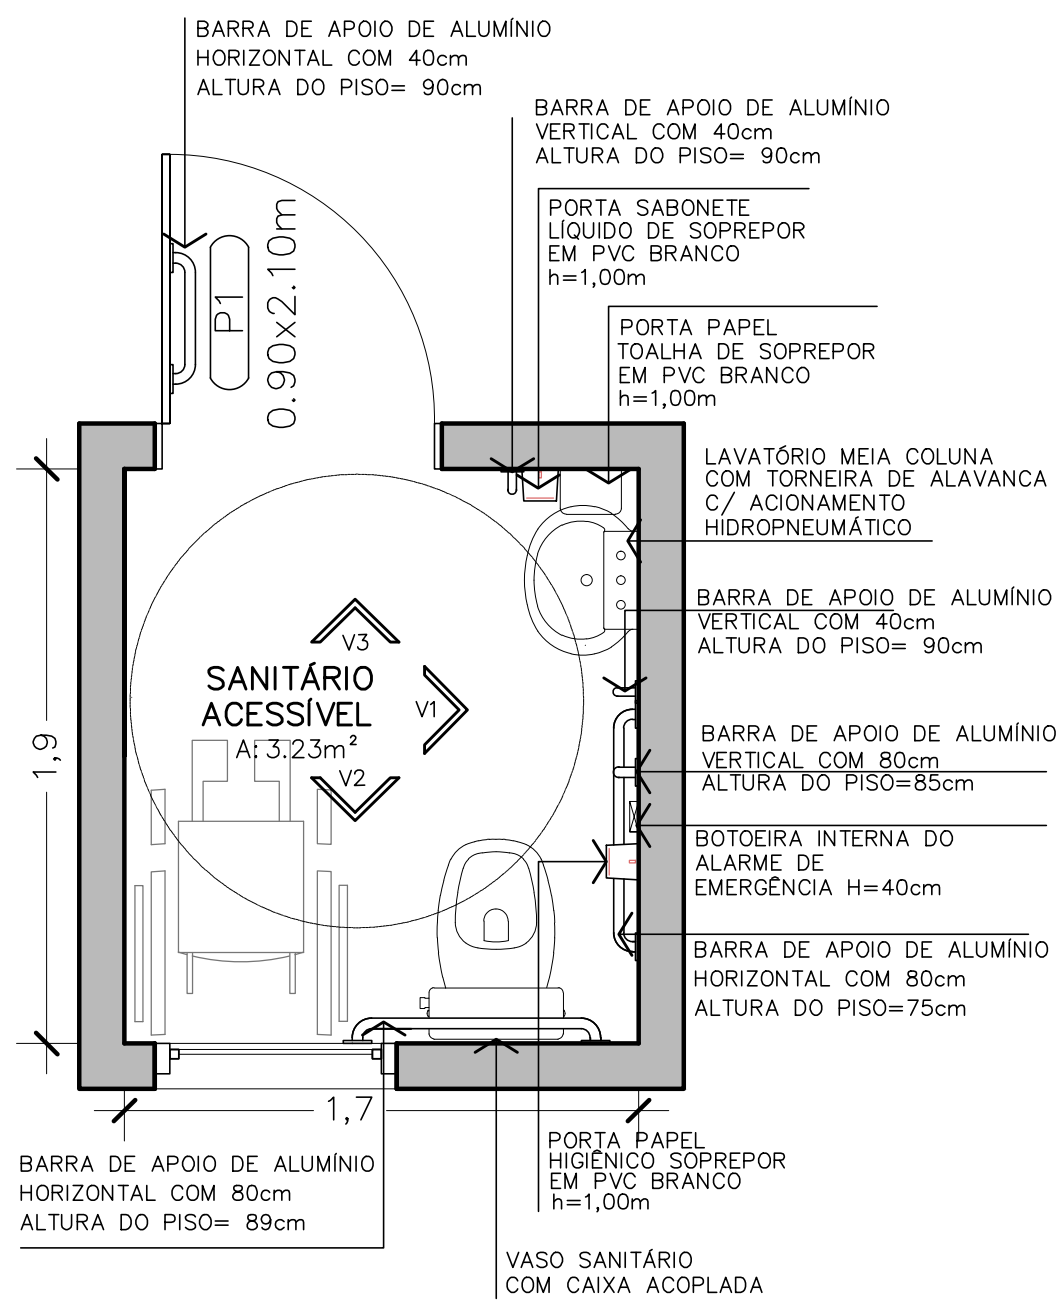 BARRA DE APOIO DE ALUMÍNIO
HORIZONTAL COM 40cm
ALTURA DO PISO= 90cm
BARRA DE APOIO DE ALUMÍNIO
VERTICAL COM 40cm
ALTURA DO PISO= 90cm
PORTA SABONETE
LÍQUIDO DE SOPREPOR
EM PVC BRANCO
h=1,00m
P1
0.90x2.10m
PORTA PAPEL
TOALHA DE SOPREPOR
EM PVC BRANCO
h=1,00m
LAVATÓRIO MEIA COLUNA
COM TORNEIRA DE ALAVANCA
C/ ACIONAMENTO
HIDROPNEUMÁTICO
BARRA DE APOIO DE ALUMÍNIO
VERTICAL COM 40cm
ALTURA DO PISO= 90cm
V3
SANITÁRIO
ACESSÍVEL
A: 3.23m²
V1
V2
1,9
BARRA DE APOIO DE ALUMÍNIO
VERTICAL COM 80cm
ALTURA DO PISO=85cm
BOTOEIRA INTERNA DO
ALARME DE
EMERGÊNCIA H=40cm
BARRA DE APOIO DE ALUMÍNIO
HORIZONTAL COM 80cm
ALTURA DO PISO=75cm
1,7
BARRA DE APOIO DE ALUMÍNIO
HORIZONTAL COM 80cm
ALTURA DO PISO= 89cm
PORTA PAPEL
HIGIÊNICO SOPREPOR
EM PVC BRANCO
h=1,00m
VASO SANITÁRIO
COM CAIXA ACOPLADA